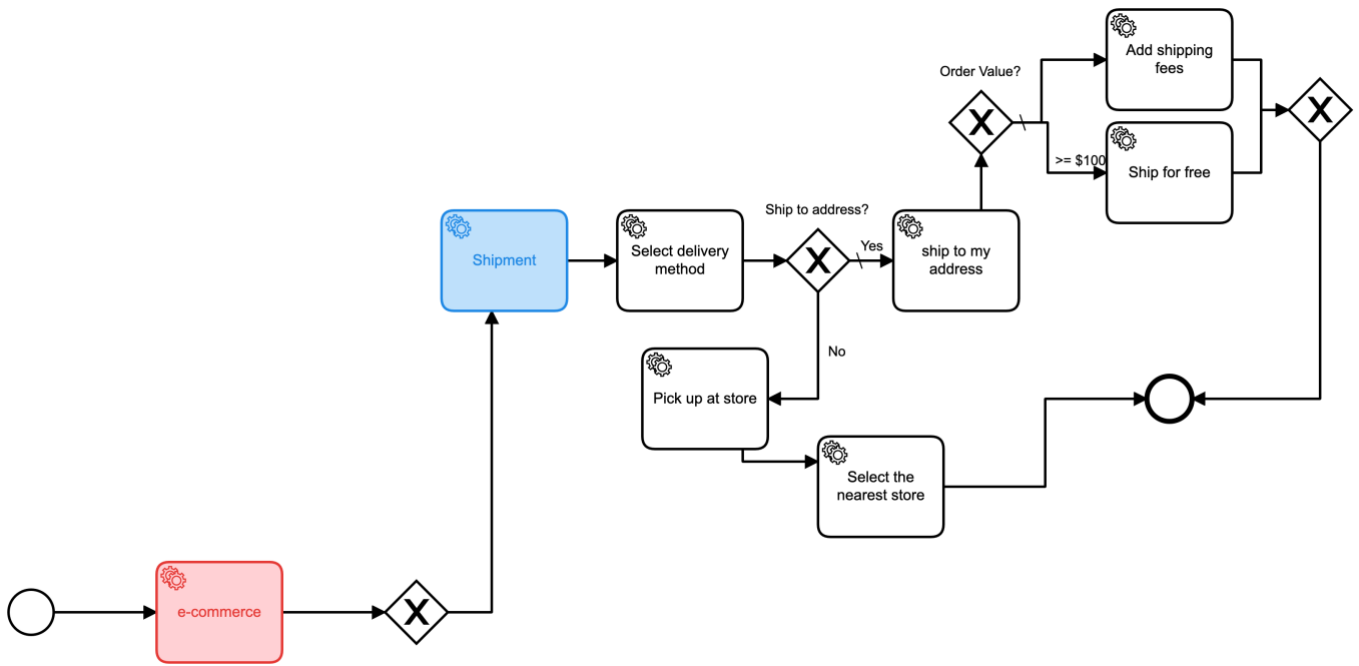 Add shipping
fees
Order Value?
>= $100
Ship for free
Ship to address?
Shipment
Select delivery
method
Yes
ship to my
address
No
Pick up at store
Select the
nearest store
e-commerce